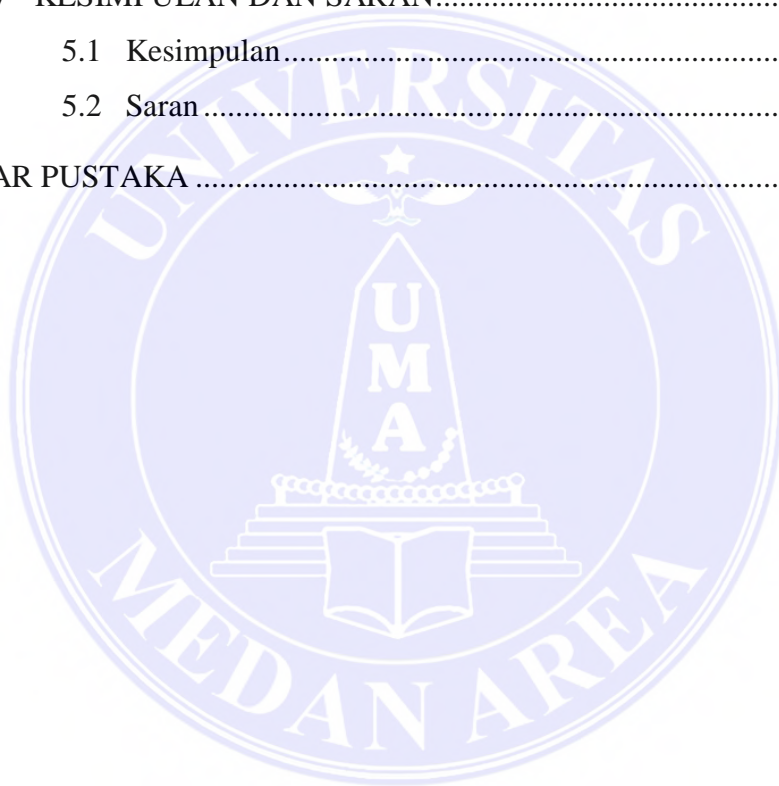 KESIMPULAN DAN SARAN....................................................
5.1 Kesimpulan....................................................................
5.2 Saran.............................................................................
AR PUSTAKA..............................................................................
UNIVERSITAS
UMA
MEDAN AREA